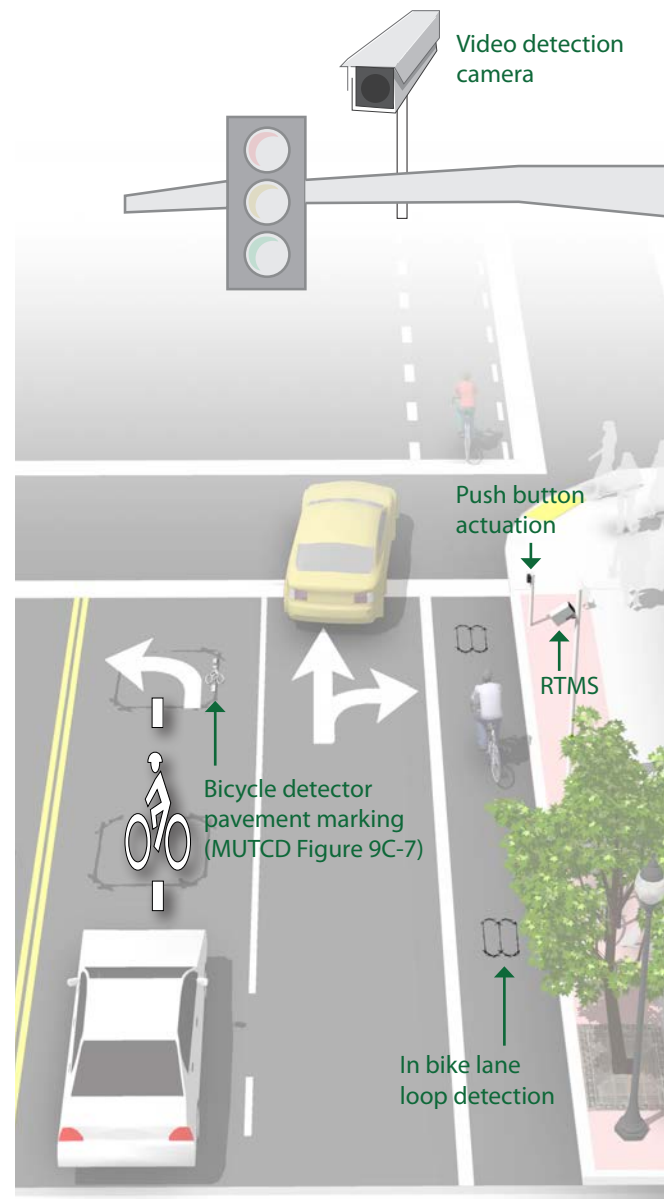 Video detection
camera
Push button
actuation
RTMS
Bicycle detector
pavement marking
(MUTCD Figure 9C-7)
In bike lane
loop detection